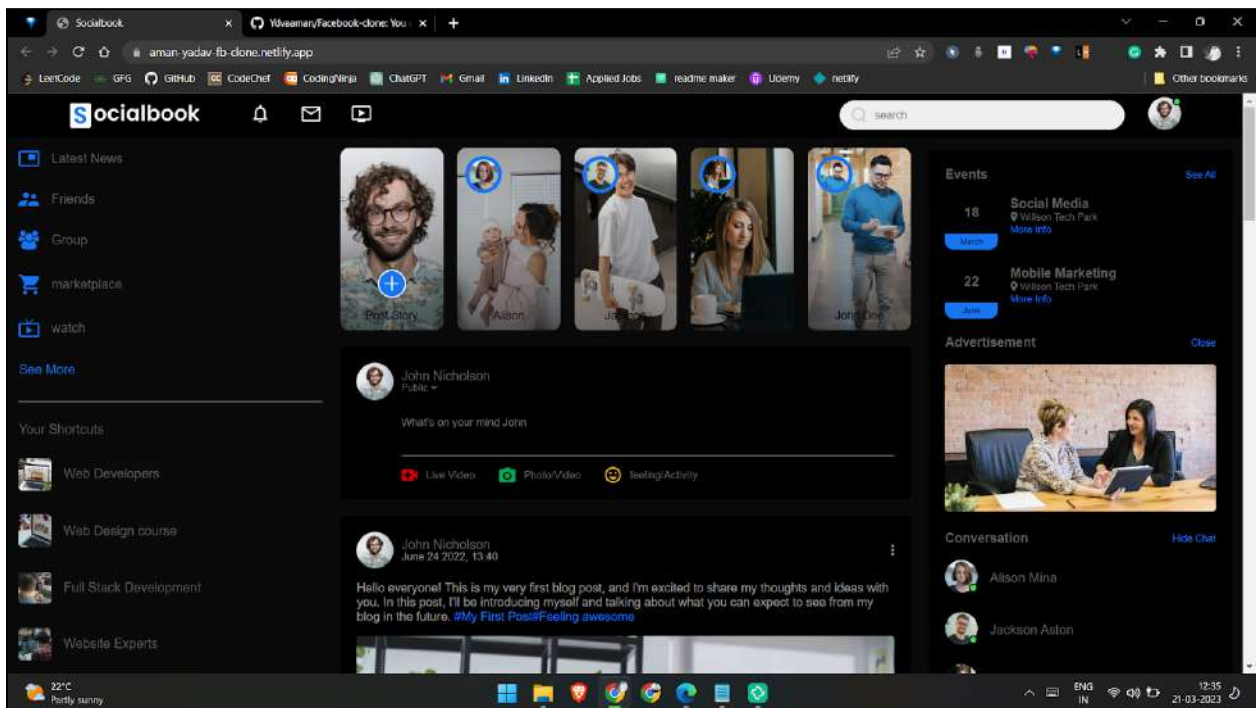 Socialbook
Ydvaaman/Facebook-clone: You
aman-yadav-fb-clone.netlify.app
LeetCode GFG GitHub CodeChef CodingNinja ChatGPT Gmail LinkedIn Applied Jobs readme maker Udemy netlify Other bookmarks
Socialbook
search
Latest News
Friends
Group
marketplace
watch
See More
Your Shortcuts
Web Developers
Web Design course
Full Stack Development
Website Experts
Post Story
Alison
John Doe
John Nicholson
Public
What's on your mind John
Live Video Photo/Video feeling/Activity
John Nicholson
June 24 2022, 13 40
Hello everyone! This is my very first blog post, and I'm excited to share my thoughts and ideas with
you. In this post, I'll be introducing myself and talking about what you can expect to see from my
blog in the future. #My First Post#Feeling awesome
Events See All
18
March
Social Media
Willson Tech Park
More Info
22
June
Mobile Marketing
Willson Tech Park
More Info
Advertisement Close
Conversation Hide Chat
Alison Mina
Jackson Aston
22°C
Partly sunny
ENG
IN
12:35
21-03-2023